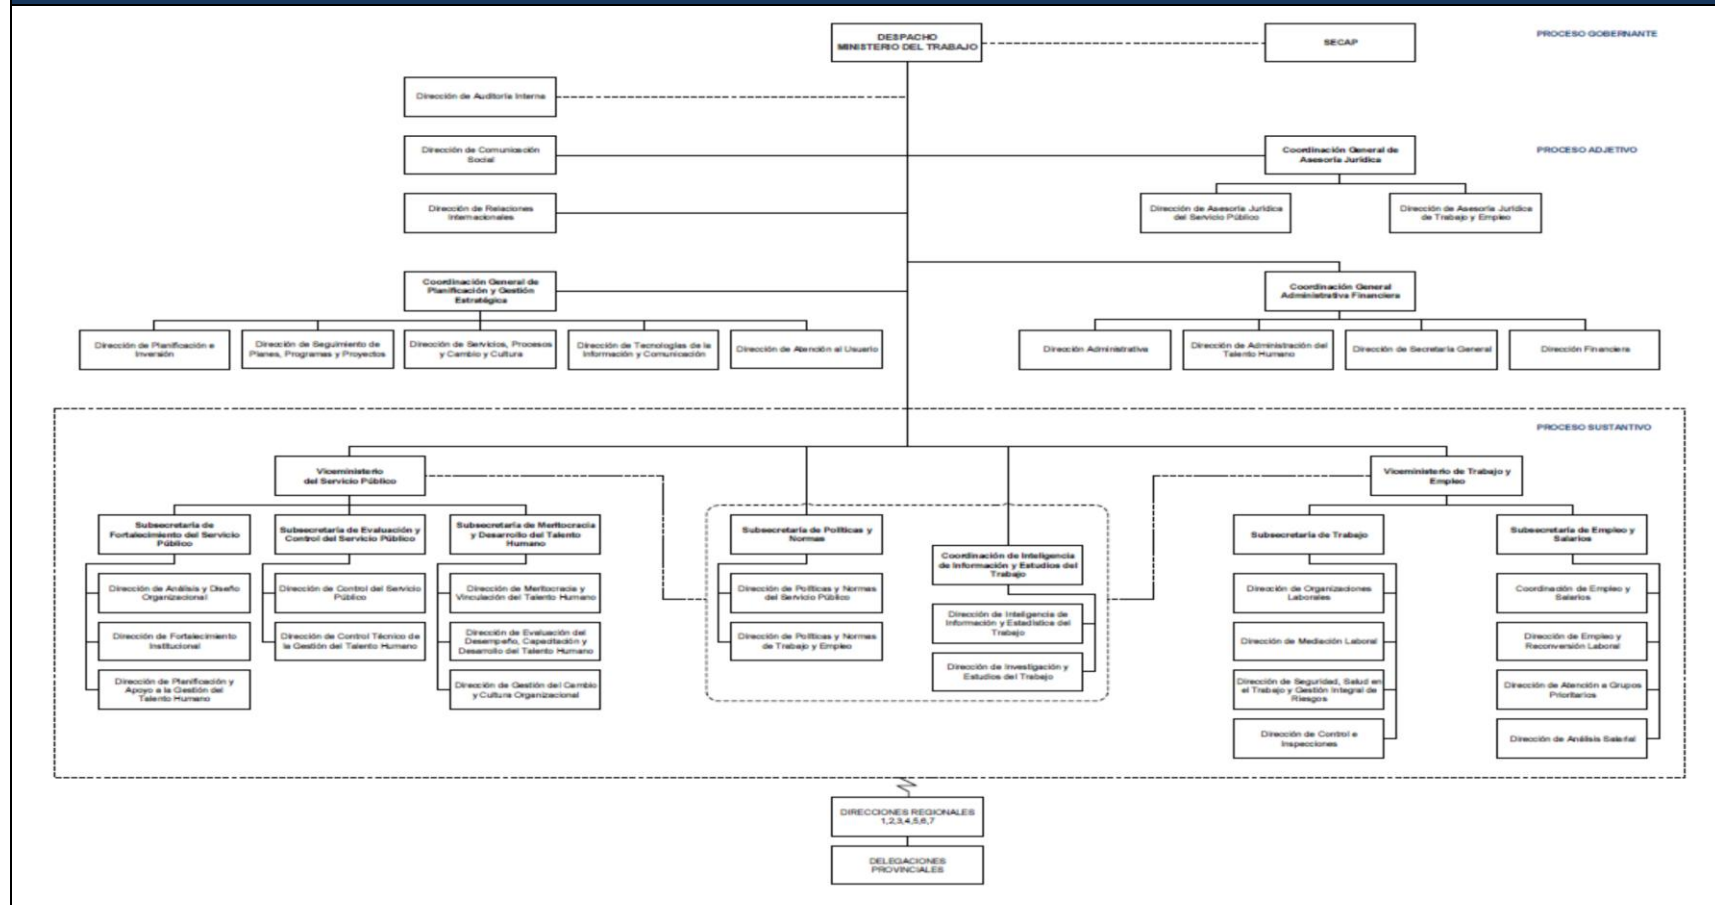 DESPACHO
MINISTERIO DEL TRABAJO
SECAP
PROCESO GOBERNANTE
Dirección de Auditoría Interna
Dirección de Comunicación
Social
Coordinación General de
Asesoría Jurídica
PROCESO ADJETIVO
Dirección de Relaciones
Internacionales
Dirección de Asesoría Jurídica
del Servicio Público
Dirección de Asesoría Jurídica
de Trabajo y Empleo
Coordinación General de
Planificación y Gestión
Estratégica
Coordinación General
Administrativa Financiera
Dirección de Planificación e
Inversión
Dirección de Seguimiento de
Planes, Programas y Proyectos
Dirección de Servicios, Procesos
y Cambio y Cultura
Dirección de Tecnologías de la
Información y Comunicación
Dirección de Atención al Usuario
Dirección Administrativa
Dirección de Administración del
Talento Humano
Dirección de Secretaría General
Dirección Financiera
PROCESO SUSTANTIVO
Viceministerio
del Servicio Público
Viceministerio de Trabajo y
Empleo
Subsecretaría de
Fortalecimiento del Servicio
Público
Subsecretaría de Evaluación y
Control del Servicio Público
Subsecretaría de Meritocracia
y Desarrollo del Talento
Humano
Subsecretaría de Políticas y
Normas
Coordinación de Inteligencia
de Información y Estudios del
Trabajo
Subsecretaría de Trabajo
Subsecretaría de Empleo y
Salarios
Dirección de Análisis y Diseño
Organizacional
Dirección de Control del Servicio
Público
Dirección de Meritocracia y
Vinculación del Talento Humano
Dirección de Políticas y Normas
del Servicio Público
Dirección de Inteligencia de
Información y Estadística del
Trabajo
Dirección de Organizaciones
Laborales
Coordinación de Empleo y
Salarios
Dirección de Fortalecimiento
Institucional
Dirección de Control Técnico de
la Gestión del Talento Humano
Dirección de Evaluación del
Desempeño, Capacitación y
Desarrollo del Talento Humano
Dirección de Políticas y Normas
de Trabajo y Empleo
Dirección de Investigación y
Estudios del Trabajo
Dirección de Mediación Laboral
Dirección de Empleo y
Reconversión Laboral
Dirección de Planificación y
Apoyo a la Gestión del
Talento Humano
Dirección de Gestión del Cambio
y Cultura Organizacional
Dirección de Seguridad, Salud en
el Trabajo y Gestión Integral de
Riesgos
Dirección de Atención a Grupos
Prioritarios
Dirección de Control e
Inspecciones
Dirección de Análisis Salarial
DIRECCIONES REGIONALES
1,2,3,4,5,6,7
DELEGACIONES
PROVINCIALES